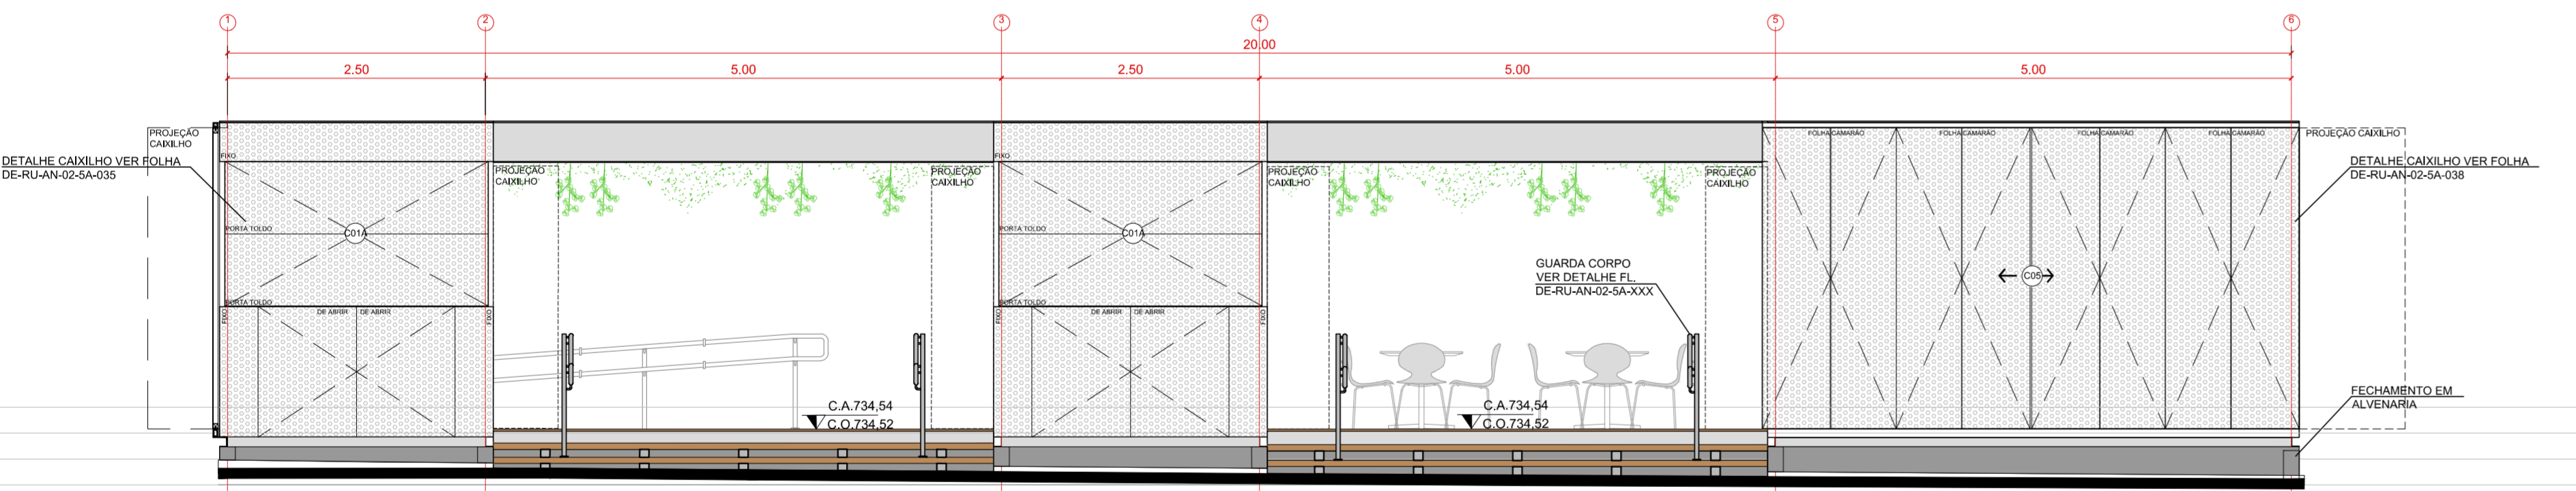 1
2
3
4
5
6
20.00
2.50
5.00
2.50
5.00
5.00
PROJEÇÃO
CAIXILHO
DETALHE CAIXILHO VER FOLHA
DE-RU-AN-02-5A-035
FIXO
PORTA TOLDO
C01A
PORTA TOLDO
FIXO
DE ABRIR
DE ABRIR
FIXO
PROJEÇÃO
CAIXILHO
PROJEÇÃO
CAIXILHO
C.A.734,54
C.O.734,52
FIXO
PORTA TOLDO
C01A
PORTA TOLDO
FIXO
DE ABRIR
DE ABRIR
FIXO
PROJEÇÃO
CAIXILHO
PROJEÇÃO
CAIXILHO
GUARDA CORPO
VER DETALHE FL.
DE-RU-AN-02-5A-XXX
C.A.734,54
C.O.734,52
FOLHA CAMARÃO
FOLHA CAMARÃO
FOLHA CAMARÃO
FOLHA CAMARÃO
C05
PROJEÇÃO CAIXILHO
DETALHE CAIXILHO VER FOLHA
DE-RU-AN-02-5A-038
FECHAMENTO EM
ALVENARIA